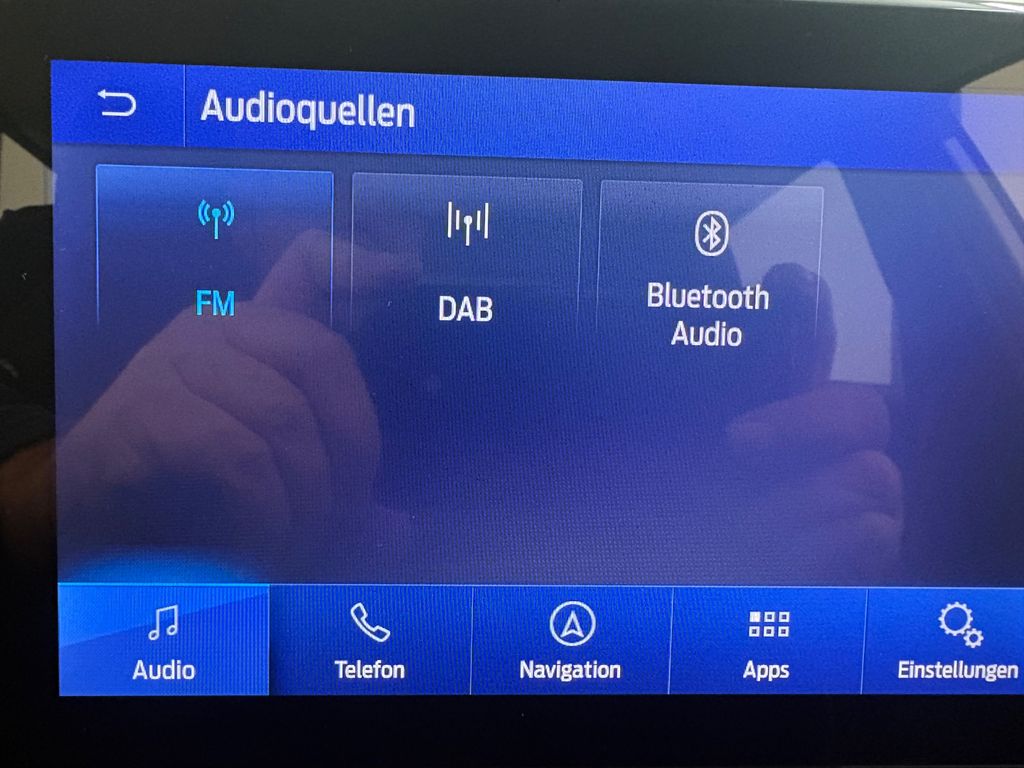 Audioquellen
FM
DAB
Bluetooth
Audio
Audio
Telefon
Navigation
Apps
Einstellungen